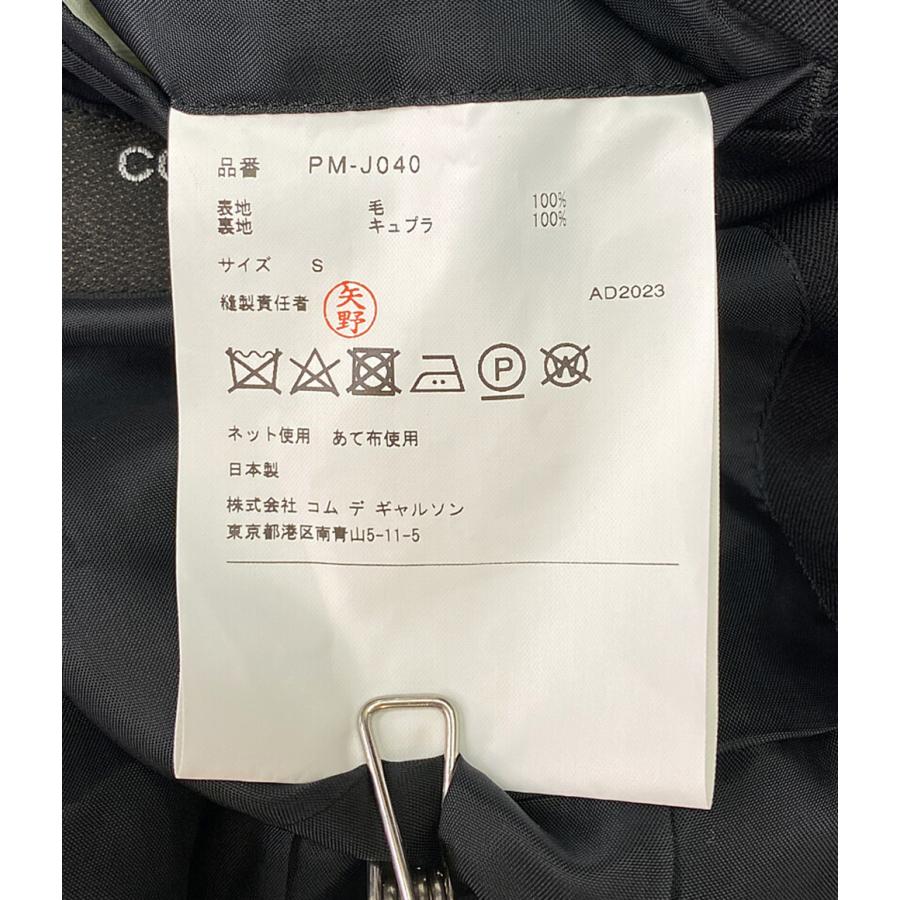 品番 PM-J040
CO
表地 毛 100%
裏地 キュプラ 100%
サイズ S
縫製責任者 矢野
AD2023
P W
ネット使用 あて布使用
日本製
株式会社 コム デ ギャルソン
東京都港区南青山5-11-5